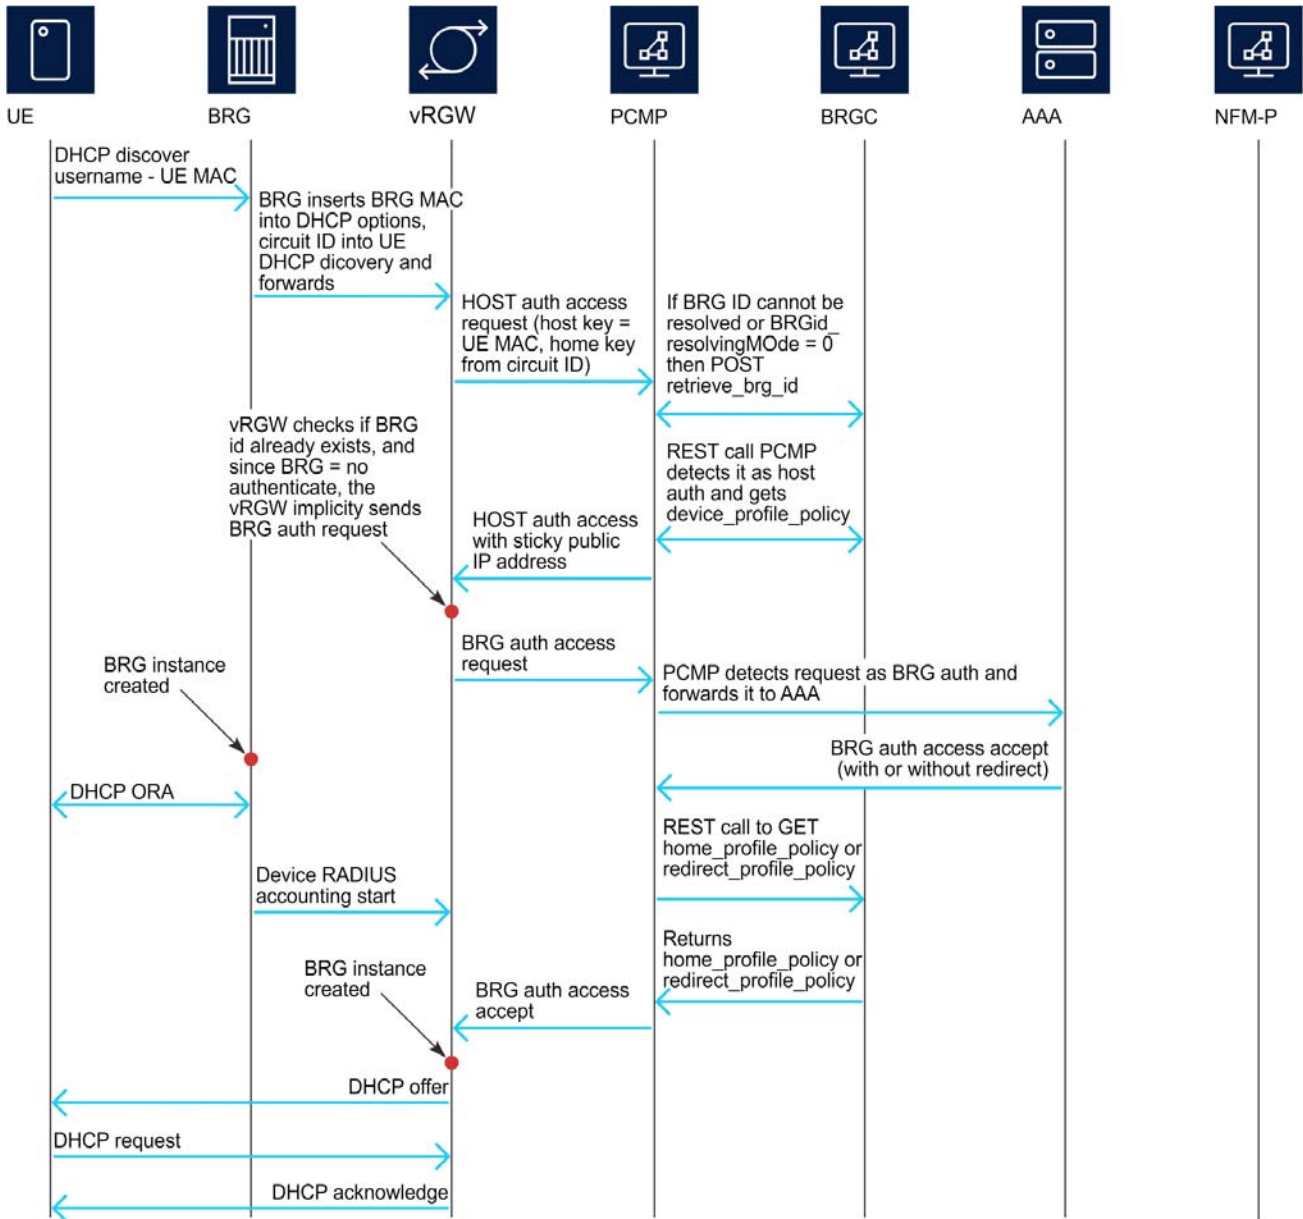 UE
BRG
vRGW
PCMP
BRGC
AAA
NFM-P
DHCP discover
username - UE MAC
BRG inserts BRG MAC
into DHCP options,
circuit ID into UE
DHCP dicovery and
forwards
HOST auth access
request (host key =
UE MAC, home key
from circuit ID)
If BRG ID cannot be
resolved or BRGid_
resolvingMOde = 0
then POST
retrieve_brg_id
vRGW checks if BRG
id already exists, and
since BRG = no
authenticate, the
vRGW implicity sends
BRG auth request
REST call PCMP
detects it as host
auth and gets
device_profile_policy
HOST auth access
with sticky public
IP address
BRG auth access
request
BRG instance
created
PCMP detects request as BRG auth and
forwards it to AAA
BRG auth access accept
(with or without redirect)
DHCP ORA
REST call to GET
home_profile_policy or
redirect_profile_policy
Device RADIUS
accounting start
Returns
home_profile_policy or
redirect_profile_policy
BRG instance
created
BRG auth access
accept
DHCP offer
DHCP request
DHCP acknowledge